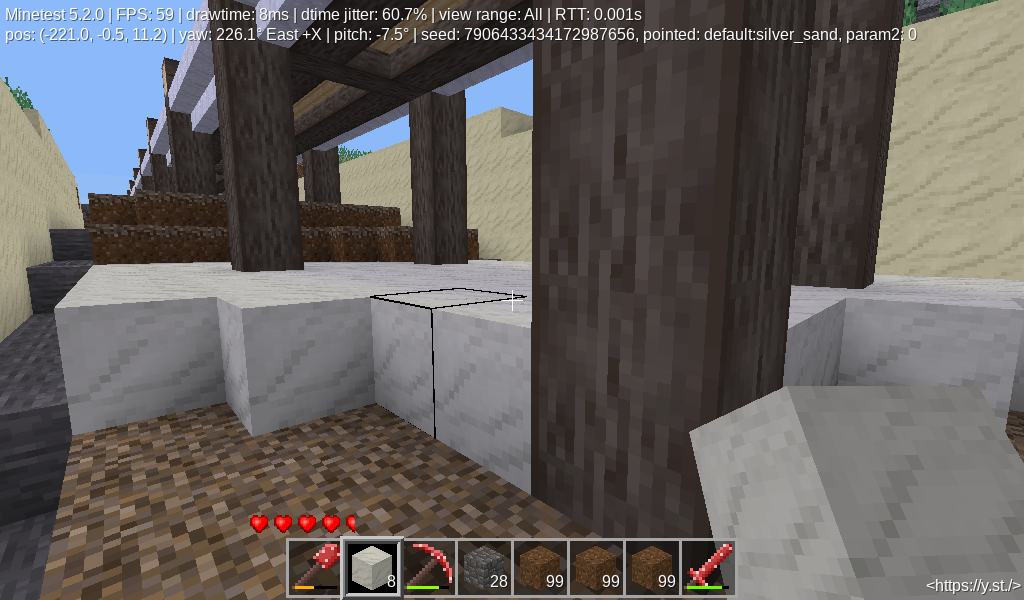 Minetest 5.2.0 | FPS: 59 | drawtime: 8ms | dtime jitter: 60.7% | view range: All | RTT: 0.001s
pos: (-221.0, -0.5, 11.2) | yaw: 226.1° East +X | pitch: -7.5° | seed: 7906433434172987656, pointed: default:silver_sand, param2: 0
8 28 99 99 99
<https://y.st./>